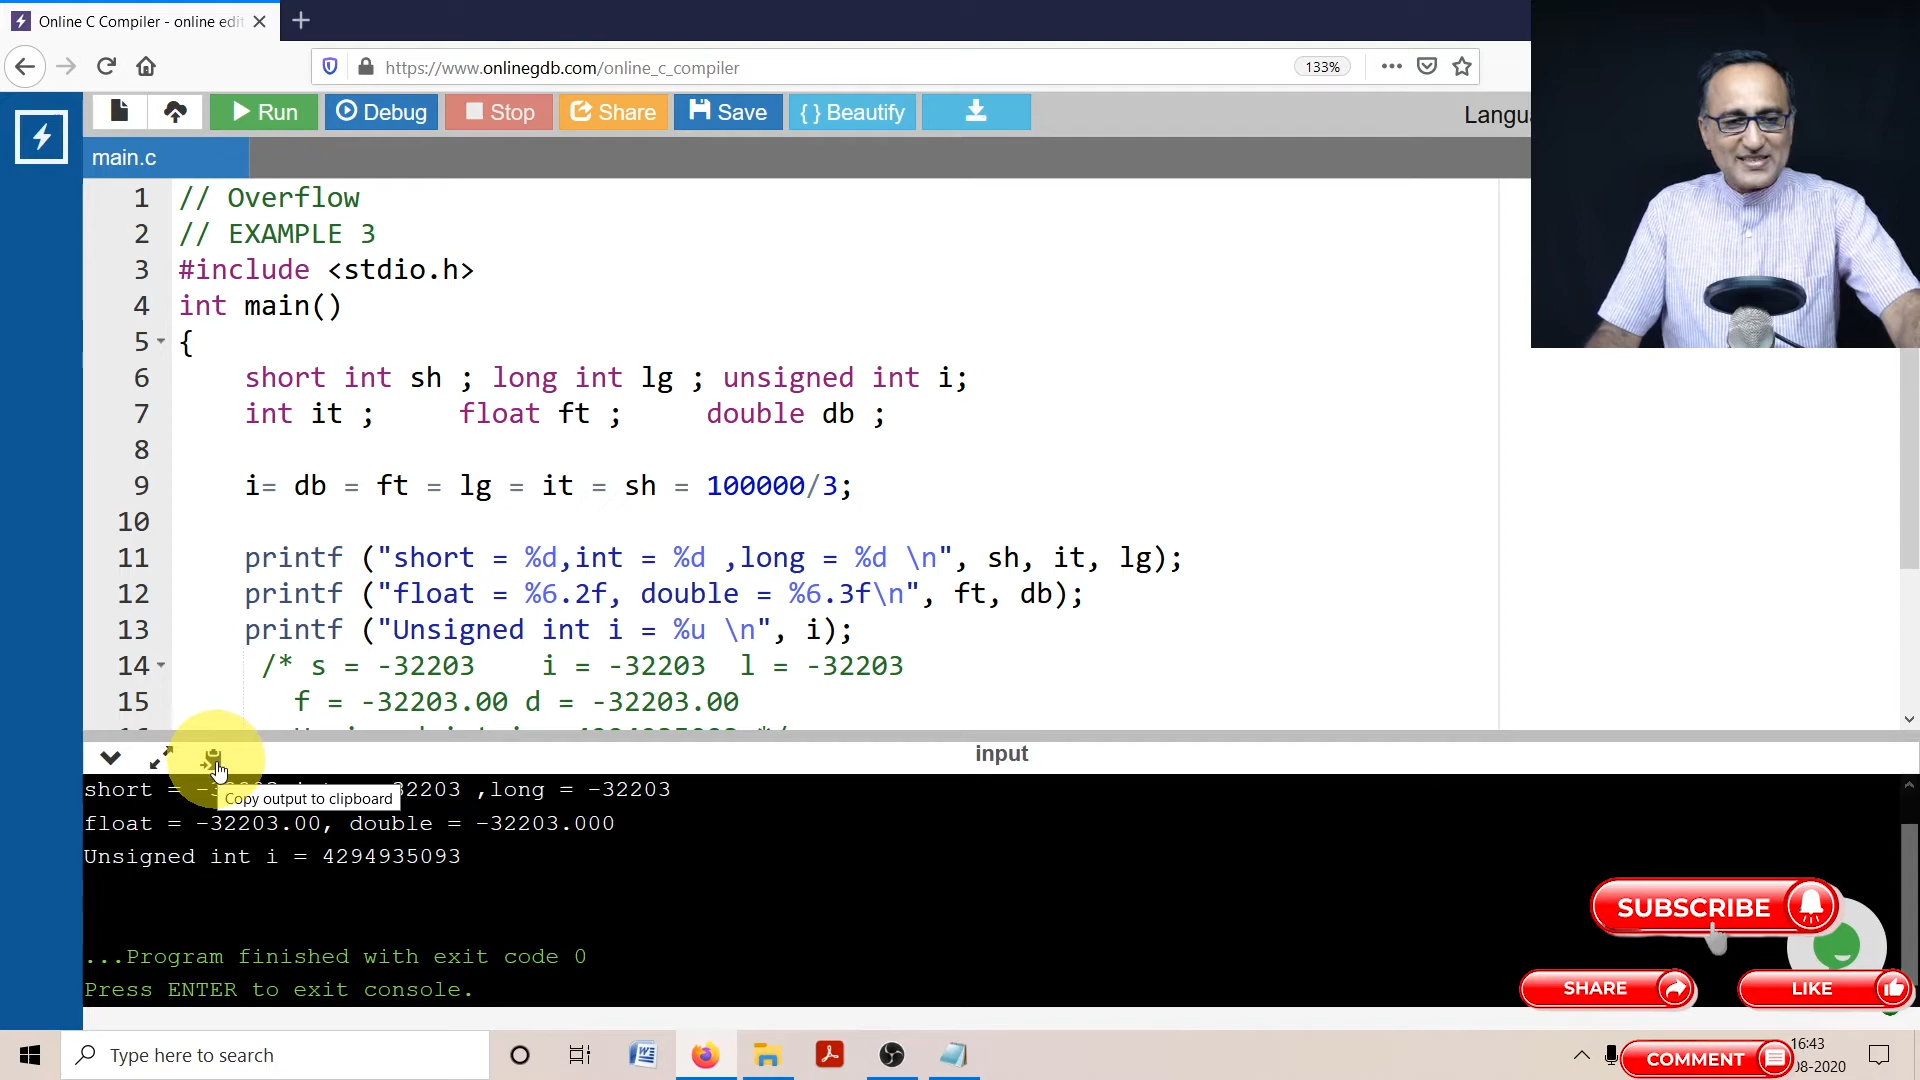 Online C Compiler - online edit
https://www.onlinegdb.com/online_c_compiler
133%
Run
Debug
Stop
Share
Save
{ } Beautify
Langu
main.c
1 // Overflow
2 // EXAMPLE 3
3 #include <stdio.h>
4 int main()
5 {
6 short int sh ; long int lg ; unsigned int i;
7 int it ; float ft ; double db ;
8
9 i= db = ft = lg = it = sh = 100000/3;
10
11 printf ("short = %d,int = %d ,long = %d \n", sh, it, lg);
12 printf ("float = %6.2f, double = %6.3f\n", ft, db);
13 printf ("Unsigned int i = %u \n", i);
14 /* s = -32203 i = -32203 l = -32203
15 f = -32203.00 d = -32203.00
input
short = 32203 ,long = -32203
Copy output to clipboard
float = -32203.00, double = -32203.000
Unsigned int i = 4294935093
...Program finished with exit code 0
Press ENTER to exit console.
SUBSCRIBE
SHARE
LIKE
COMMENT
Type here to search
16:43
08-2020